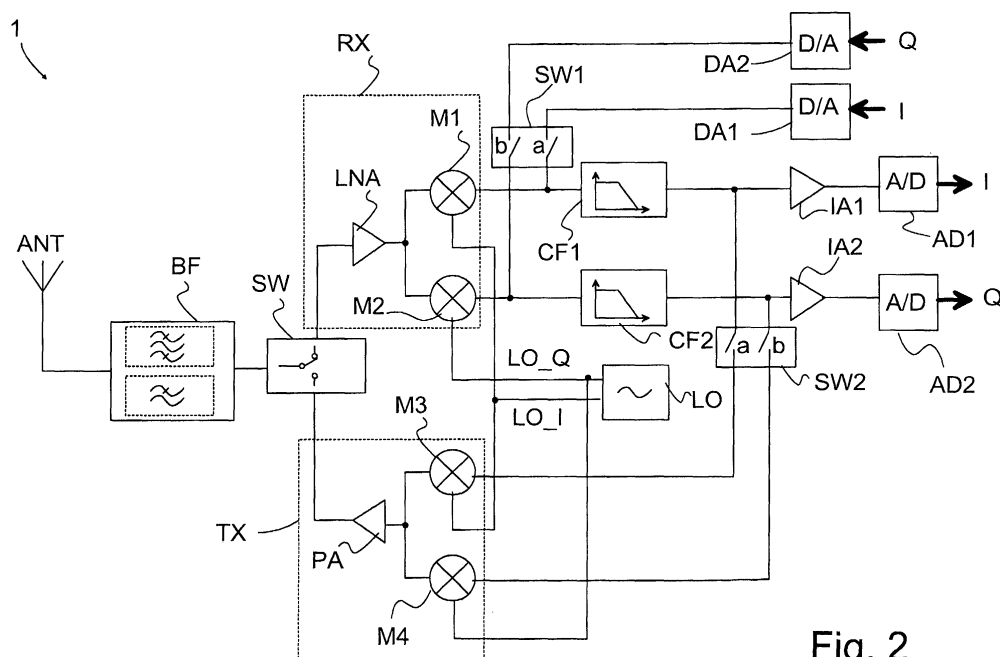 1
RX
D/A
Q
DA2
SW1
D/A
I
DA1
M1
b
a
LNA
A/D
I
CF1
IA1
AD1
ANT
BF
SW
M2
IA2
A/D
Q
CF2
a
b
AD2
LO_Q
SW2
LO
LO_I
M3
TX
PA
M4
Fig. 2